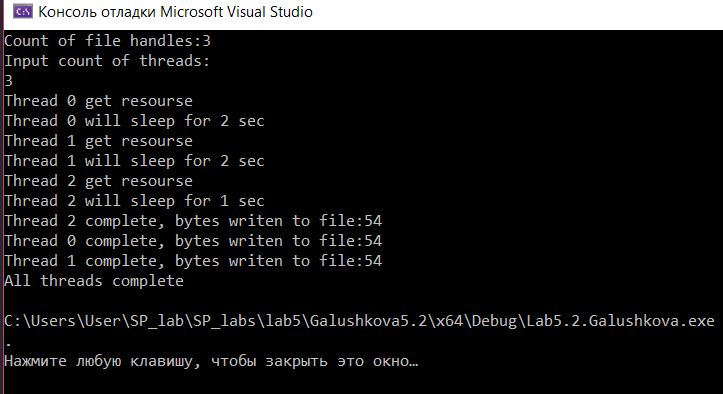 Консоль отладки Microsoft Visual Studio
Count of file handles:3
Input count of threads:
3
Thread 0 get resourse
Thread 0 will sleep for 2 sec
Thread 1 get resourse
Thread 1 will sleep for 2 sec
Thread 2 get resourse
Thread 2 will sleep for 1 sec
Thread 2 complete, bytes writen to file:54
Thread 0 complete, bytes writen to file:54
Thread 1 complete, bytes writen to file:54
All threads complete
C:\Users\User\SP_lab\SP_labs\lab5\Galushkova5.2\x64\Debug\Lab5.2.Galushkova.exe
.
Нажмите любую клавишу, чтобы закрыть это окно…